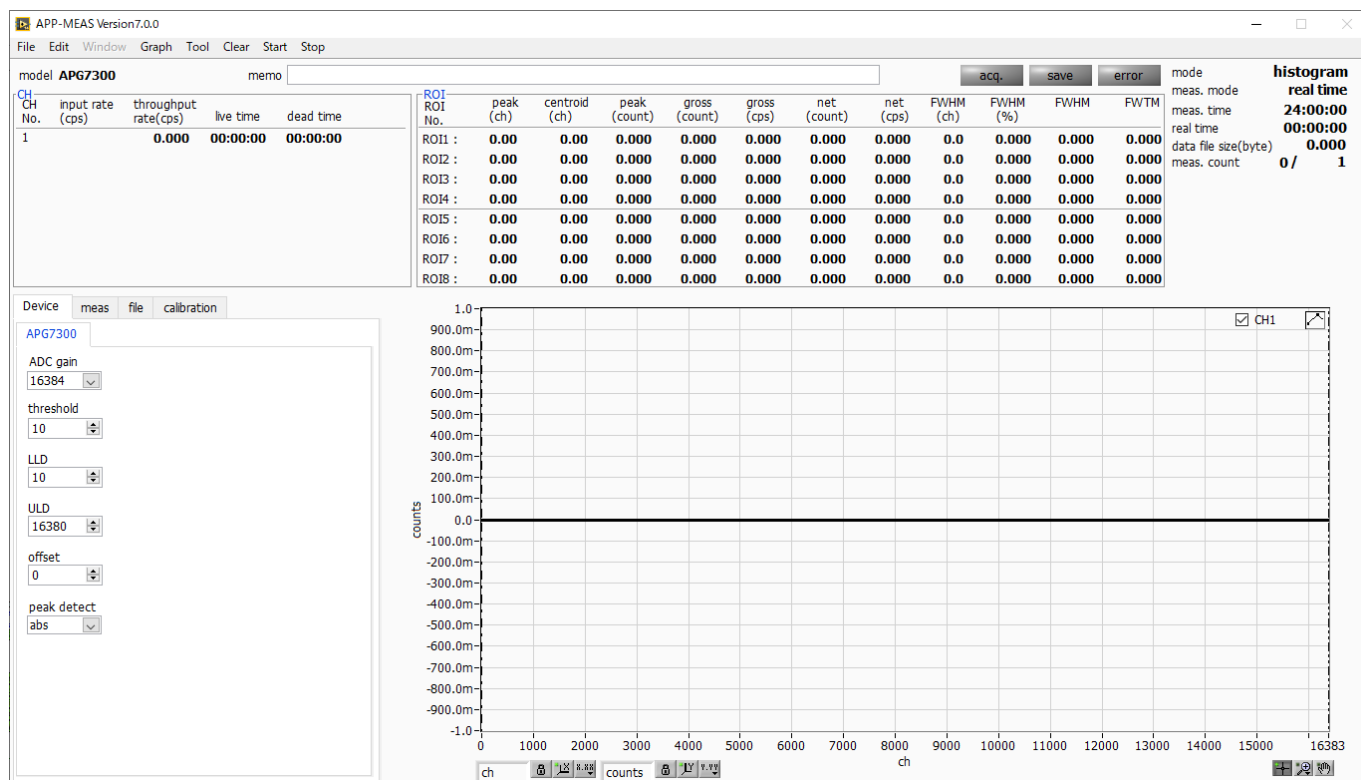 APP-MEAS Version7.0.0
File Edit Window Graph Tool Clear Start Stop
model APG7300 memo acq. save error
mode histogram
meas. mode real time
meas. time 24:00:00
real time 00:00:00
data file size(byte) 0.000
meas. count 0 / 1
CH
CH No. input rate (cps) throughput rate(cps) live time dead time
1 0.000 00:00:00 00:00:00
ROI
ROI No. peak (ch) centroid (ch) peak (count) gross (count) gross (cps) net (count) net (cps) FWHM (ch) FWHM (%) FWHM FWTM
ROI1 : 0.00 0.00 0.000 0.000 0.000 0.000 0.000 0.0 0.000 0.000 0.000
ROI2 : 0.00 0.00 0.000 0.000 0.000 0.000 0.000 0.0 0.000 0.000 0.000
ROI3 : 0.00 0.00 0.000 0.000 0.000 0.000 0.000 0.0 0.000 0.000 0.000
ROI4 : 0.00 0.00 0.000 0.000 0.000 0.000 0.000 0.0 0.000 0.000 0.000
ROI5 : 0.00 0.00 0.000 0.000 0.000 0.000 0.000 0.0 0.000 0.000 0.000
ROI6 : 0.00 0.00 0.000 0.000 0.000 0.000 0.000 0.0 0.000 0.000 0.000
ROI7 : 0.00 0.00 0.000 0.000 0.000 0.000 0.000 0.0 0.000 0.000 0.000
ROI8 : 0.00 0.00 0.000 0.000 0.000 0.000 0.000 0.0 0.000 0.000 0.000
Device meas file calibration
APG7300
ADC gain
16384
threshold
10
LLD
10
ULD
16380
offset
0
peak detect
abs
CH1
1.0
900.0m
800.0m
700.0m
600.0m
500.0m
400.0m
300.0m
200.0m
100.0m
0.0
-100.0m
-200.0m
-300.0m
-400.0m
-500.0m
-600.0m
-700.0m
-800.0m
-900.0m
-1.0
counts
0 1000 2000 3000 4000 5000 6000 7000 8000 9000 10000 11000 12000 13000 14000 15000 16383
ch
ch counts